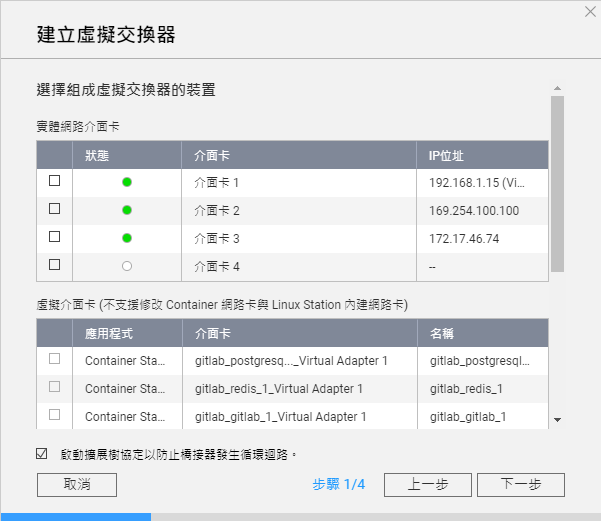 建立虛擬交換器
選擇組成虛擬交換器的裝置
實體網路介面卡
狀態 介面卡 IP位址
介面卡 1 192.168.1.15 (Vi...
介面卡 2 169.254.100.100
介面卡 3 172.17.46.74
介面卡 4 --
虛擬介面卡 (不支援修改 Container 網路卡與 Linux Station 內建網路卡)
應用程式 介面卡 名稱
Container Sta... gitlab_postgresq..._Virtual Adapter 1 gitlab_postgresql...
Container Sta... gitlab_redis_1_Virtual Adapter 1 gitlab_redis_1
Container Sta... gitlab_gitlab_1_Virtual Adapter 1 gitlab_gitlab_1
啟動擴展樹協定以防止橋接器發生循環迴路。
取消 步驟 1/4 上一步 下一步